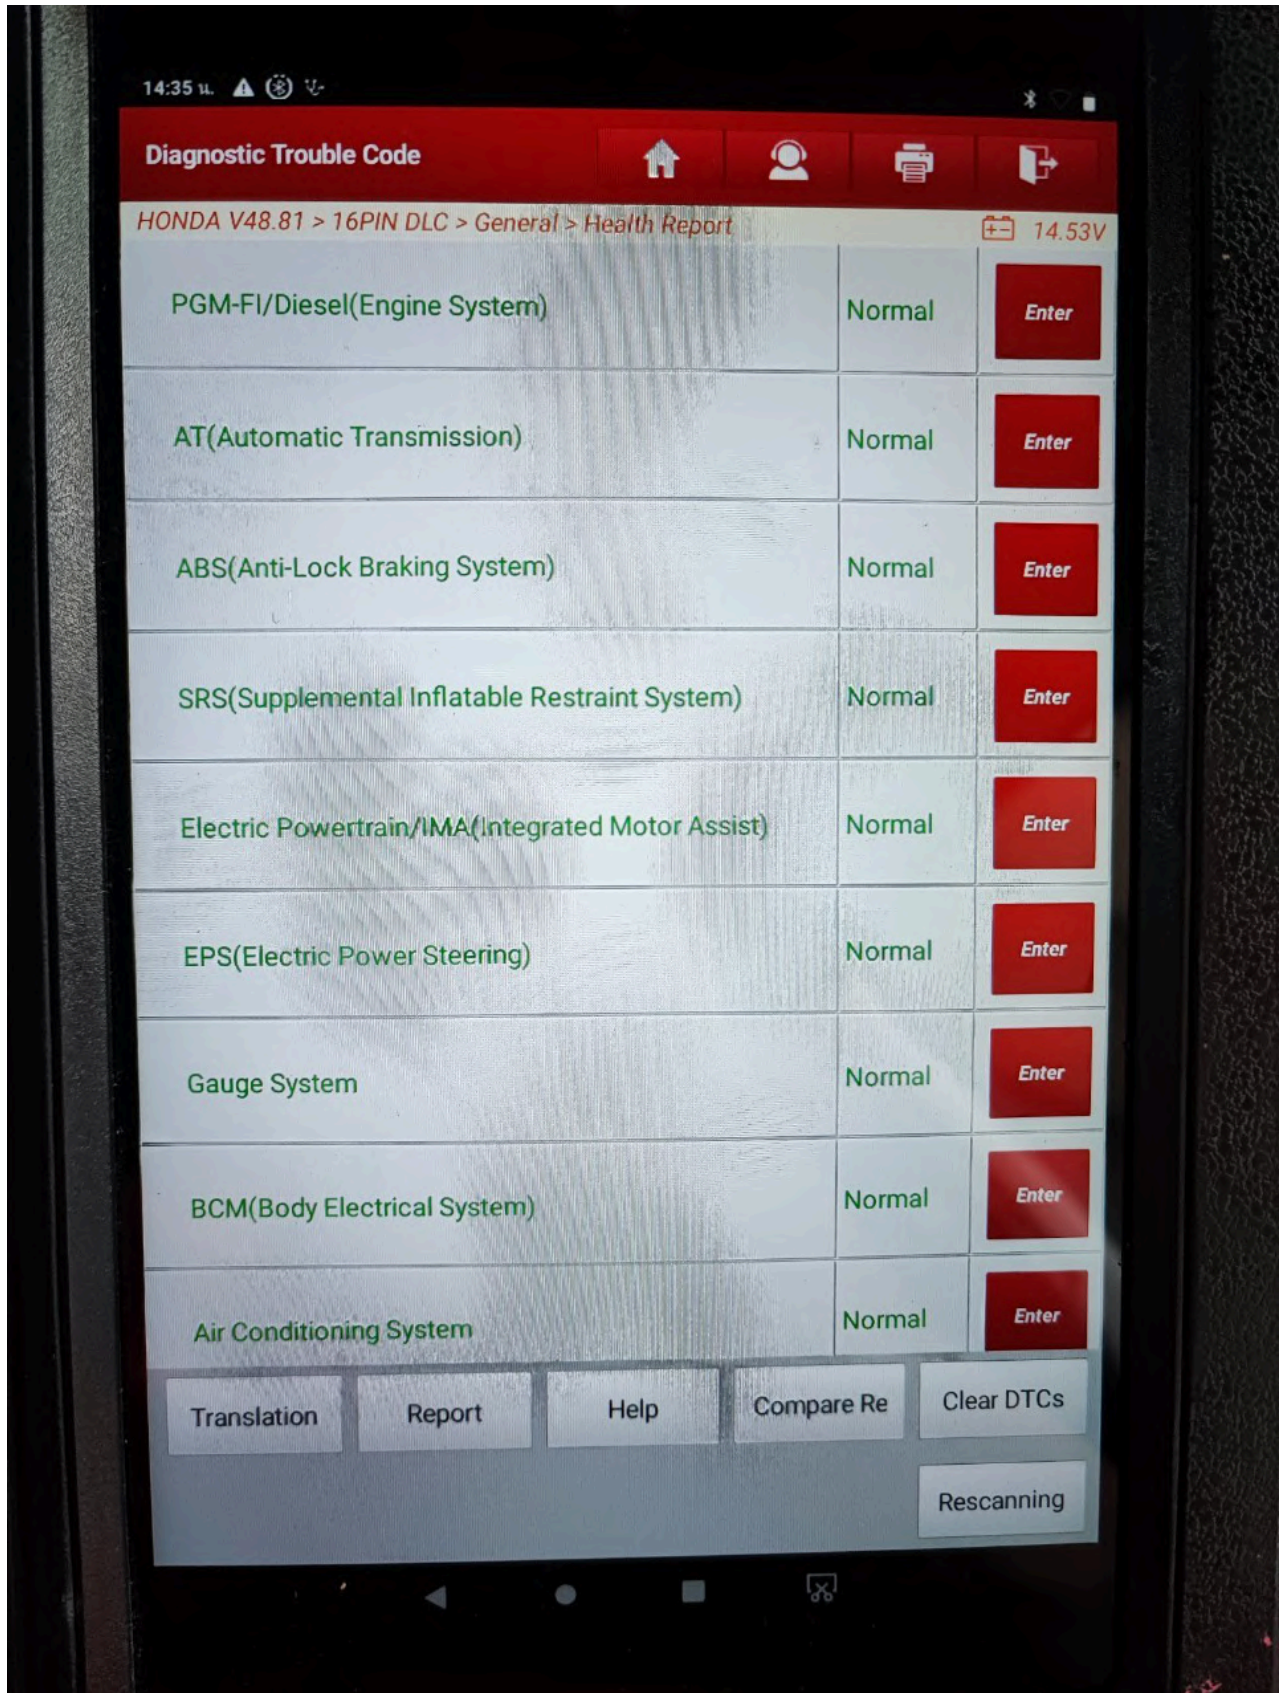 14:35 น.
Diagnostic Trouble Code
HONDA V48.81 > 16PIN DLC > General > Health Report 14.53V
PGM-FI/Diesel(Engine System) Normal Enter
AT(Automatic Transmission) Normal Enter
ABS(Anti-Lock Braking System) Normal Enter
SRS(Supplemental Inflatable Restraint System) Normal Enter
Electric Powertrain/IMA(Integrated Motor Assist) Normal Enter
EPS(Electric Power Steering) Normal Enter
Gauge System Normal Enter
BCM(Body Electrical System) Normal Enter
Air Conditioning System Normal Enter
Translation Report Help Compare Re Clear DTCs
Rescanning